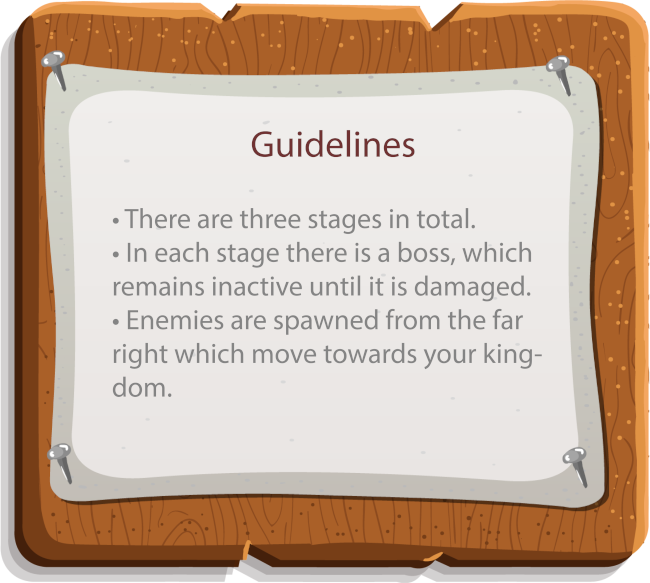 Guidelines
• There are three stages in total.
• In each stage there is a boss, which
remains inactive until it is damaged.
• Enemies are spawned from the far
right which move towards your king-
dom.